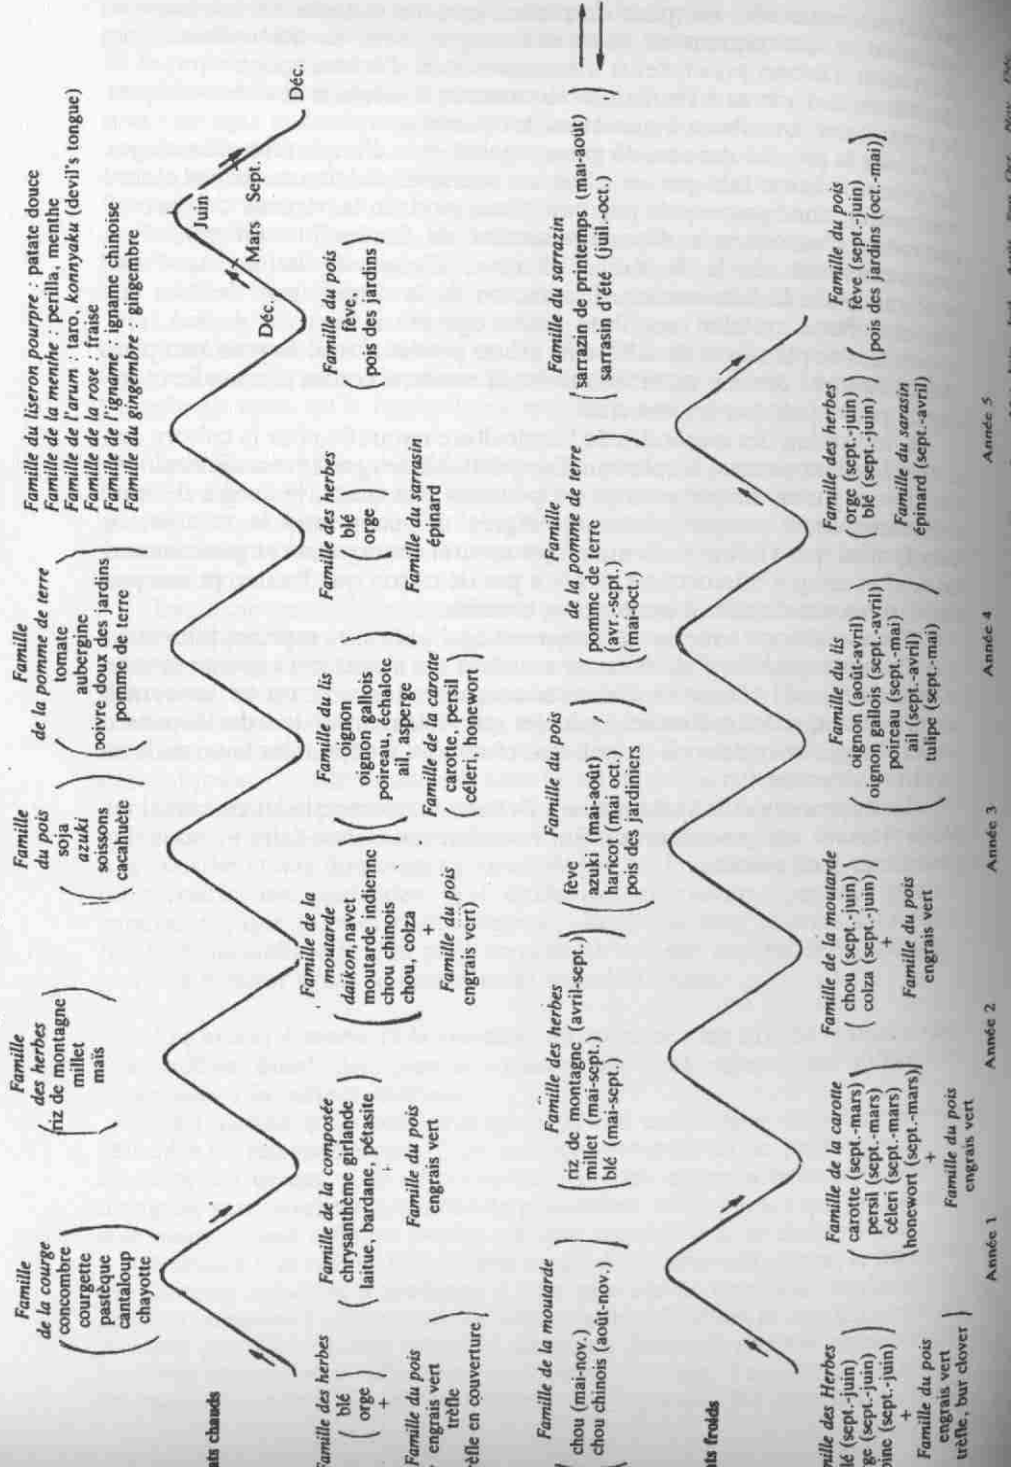 Famille
de la courge
concombre
courgette
pastèque
cantaloup
chayotte
Famille
des herbes
riz de montagne
millet
maïs
Famille
du pois
soja
azuki
soissons
cacahuète
Famille
de la pomme de terre
tomate
aubergine
poivre doux des jardins
pomme de terre
Famille du liseron pourpre : patate douce
Famille de la menthe : perilla, menthe
Famille de l'arum : taro, konnyaku (devil's tongue)
Famille de la rose : fraise
Famille de l'igname : igname chinoise
Famille du gingembre : gingembre
Juin
Déc. Mars Sept. Déc.
ats chauds
Famille des herbes
blé
orge
+
Famille du pois
engrais vert
trèfle
rèfle en couverture
Famille de la composée
chrysanthème girlande
laitue, bardane, pétasite
+
Famille du pois
engrais vert
Famille de la
moutarde
daikon, navet
moutarde indienne
chou chinois
chou, colza
+
Famille du pois
engrais vert)
Famille du lis
oignon
oignon gallois
poireau, échalote
ail, asperge
Famille de la carotte
carotte, persil
(céleri, honewort)
Famille des herbes
blé
orge
Famille du sarrasin
épinard
Famille du pois
fève,
pois des jardins
Famille de la moutarde
chou (mai-nov.)
chou chinois (août-nov.)
Famille des herbes
riz de montagne (avril-sept.)
millet (mai-sept.)
blé (mai-sept.)
Famille du pois
fève
azuki (mai-août)
haricot (mai oct.)
pois des jardiniers
Famille
de la pomme de terre
pomme de terre
(avr.-sept.)
(mai-oct.)
Famille du sarrazin
sarrazin de printemps (mai-août)
sarrasin d'été (juil.-oct.)
ats froids
mille des Herbes
lé (sept.-juin)
rge (sept.-juin)
oine (sept.-juin)
+
Famille du pois
engrais vert
trèfle, bur clover
Famille de la carotte
carotte (sept.-mars)
persil (sept.-mars)
céleri (sept.-mars)
honewort (sept.-mars)
+
Famille du pois
engrais vert
Famille de la moutarde
chou (sept.-juin)
colza (sept.-juin)
+
Famille du pois
engrais vert
Famille du lis
oignon (août-avril)
oignon gallois (sept.-avril)
poireau (sept.-mai)
ail (sept.-avril)
tulipe (sept.-mai)
Famille des herbes
orge (sept.-juin)
blé (sept.-juin)
Famille du sarasin
épinard (sept.-avril)
Famille du pois
fève (sept.-juin)
(pois des jardins (oct.-mai))
Année 1
Année 2
Année 3
Année 4
Année 5